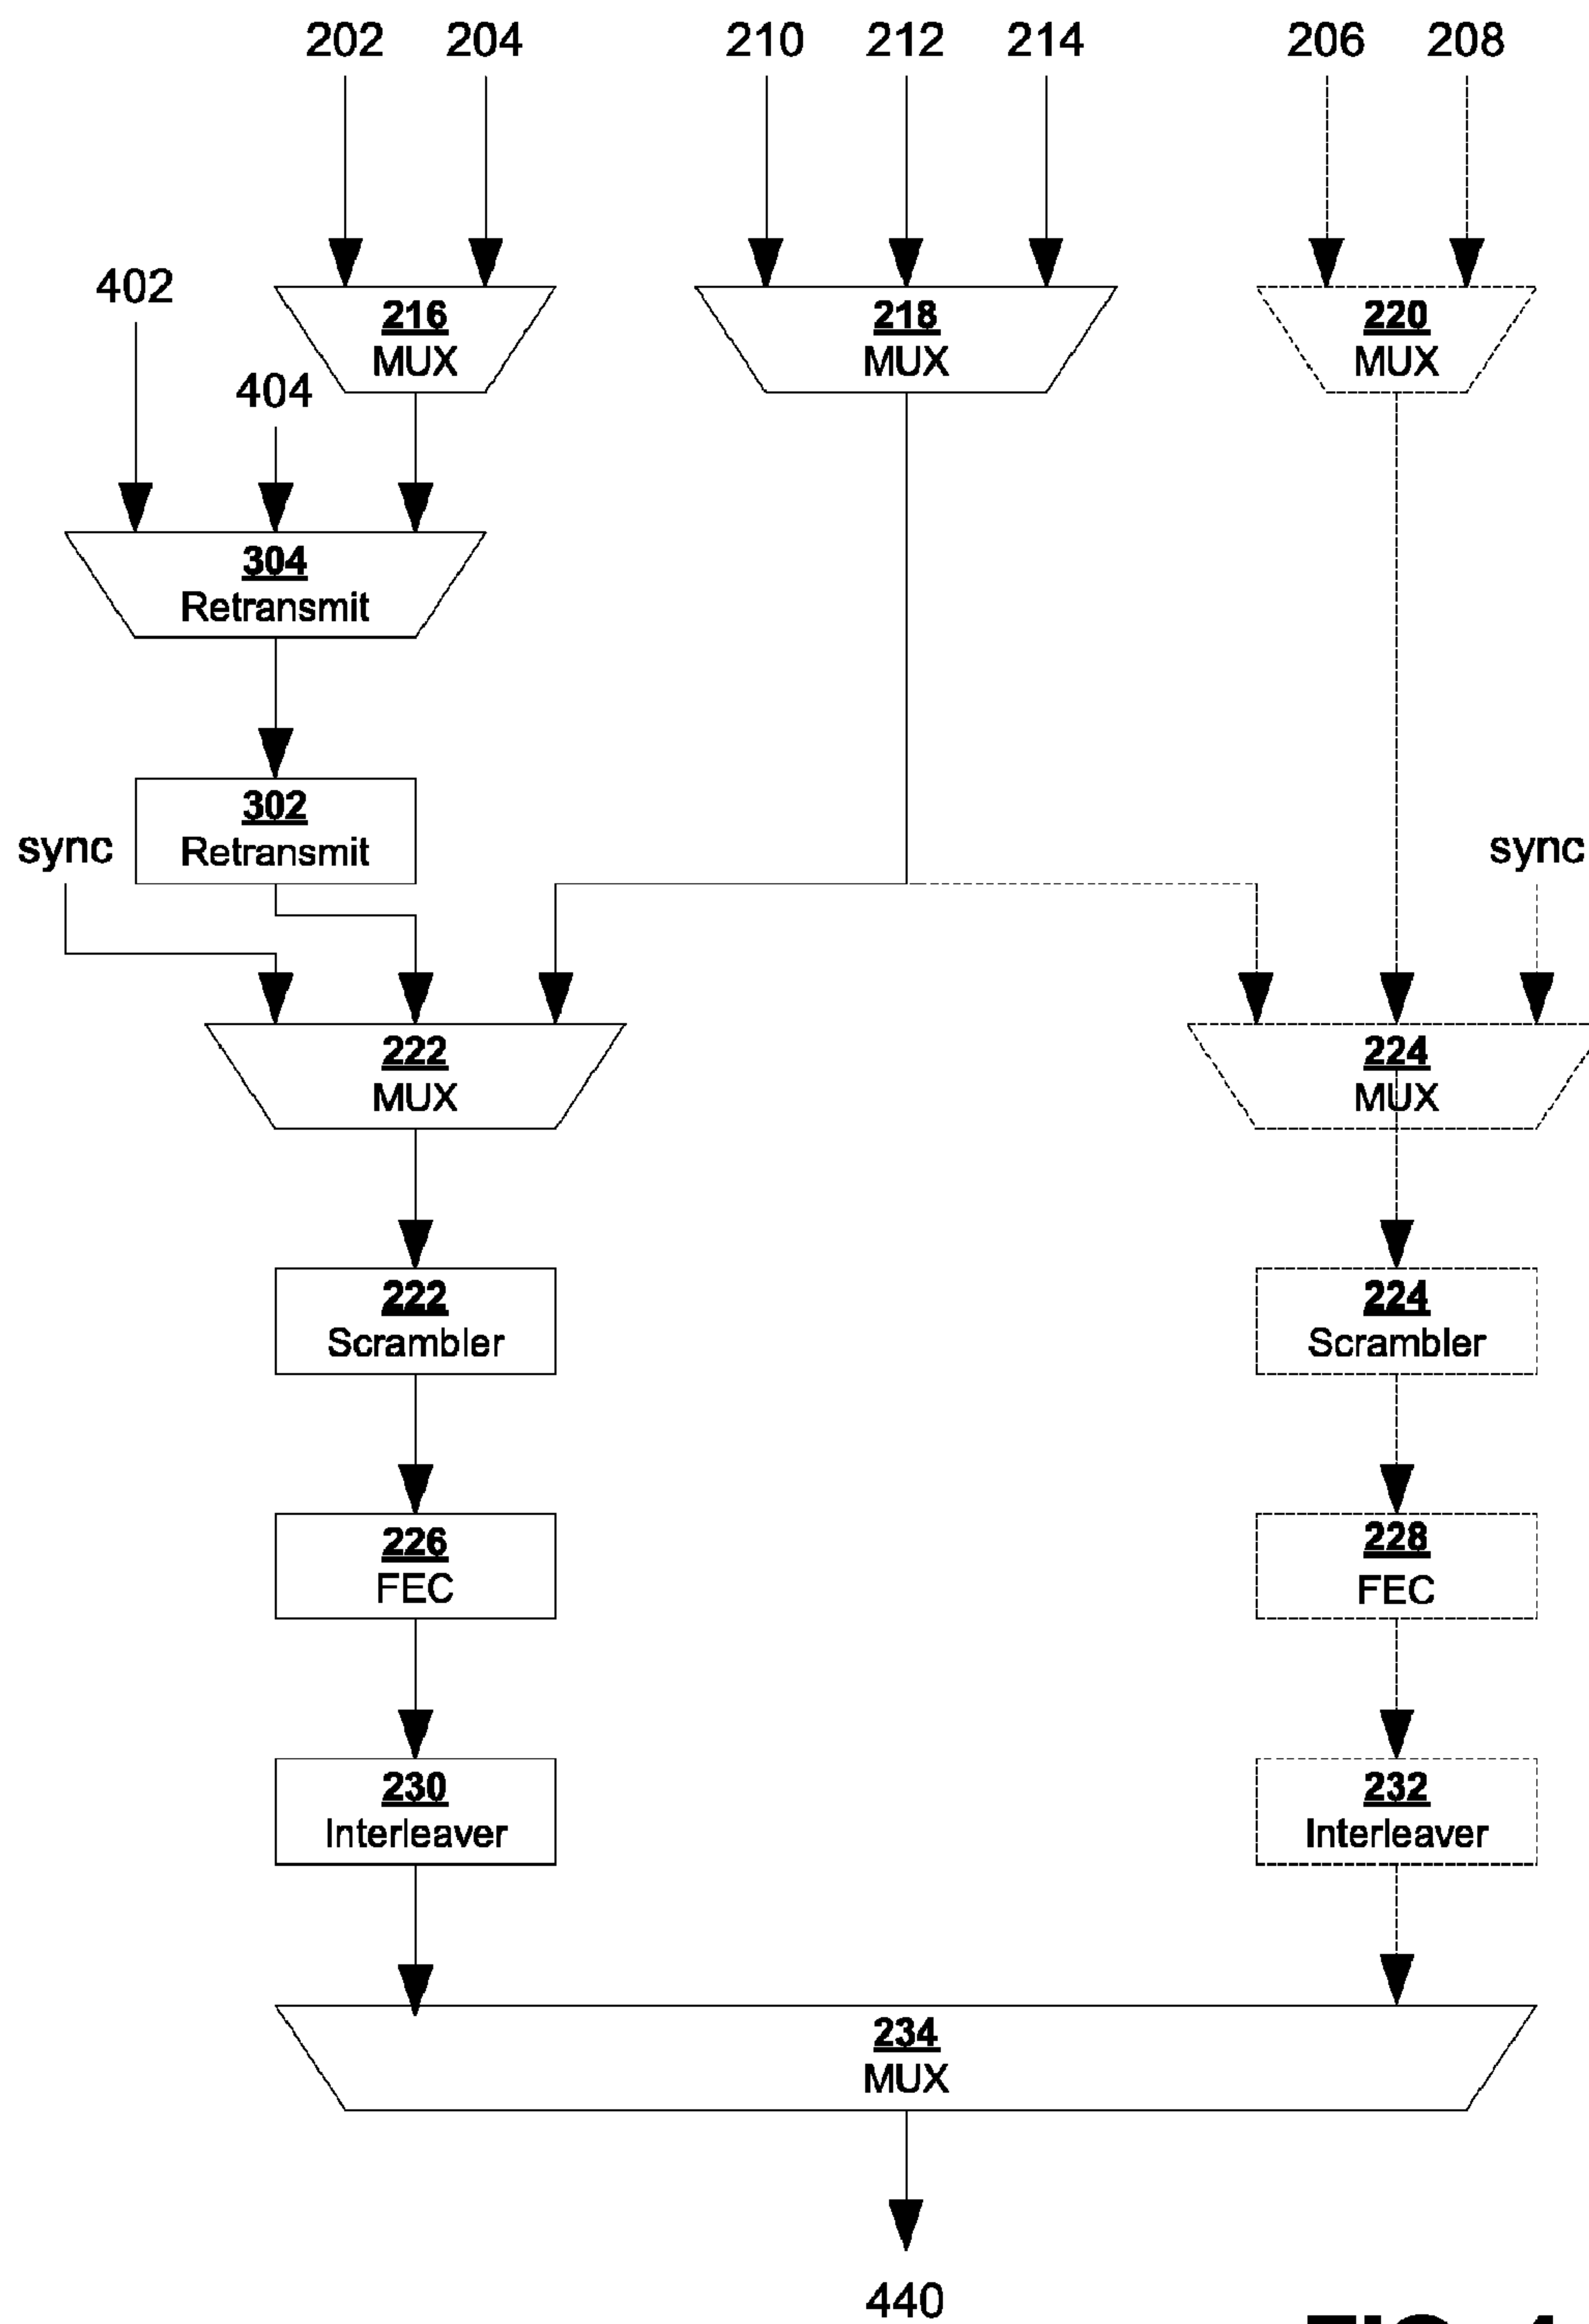 202 204 210 212 214 206 208
402
216 218 220
MUX MUX MUX
404
304
Retransmit
302
Retransmit
sync sync
222 224
MUX MUX
222 224
Scrambler Scrambler
226 228
FEC FEC
230 232
Interleaver Interleaver
234
MUX
440